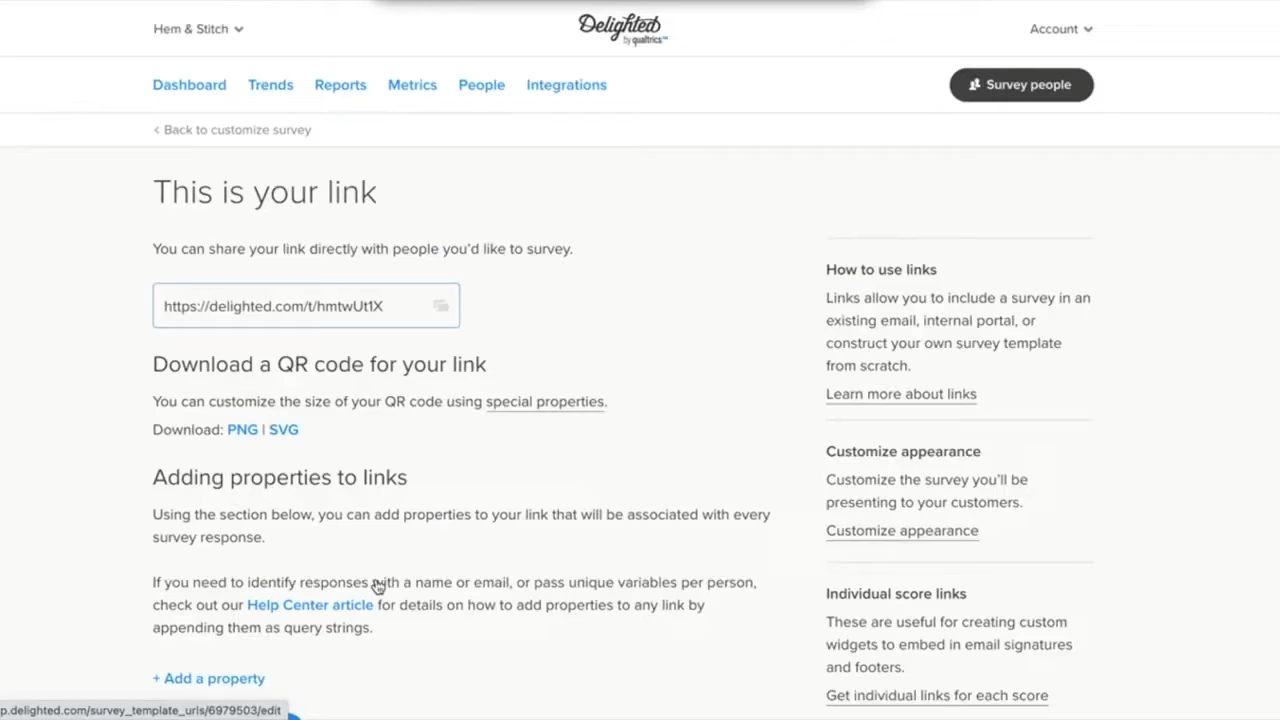 Hem & Stitch
Delighted
by qualtrics™
Account
Dashboard Trends Reports Metrics People Integrations
Survey people
< Back to customize survey
This is your link
You can share your link directly with people you'd like to survey.
https://delighted.com/t/hmtwUt1X
Download a QR code for your link
You can customize the size of your QR code using special properties.
Download: PNG | SVG
Adding properties to links
Using the section below, you can add properties to your link that will be associated with every
survey response.
If you need to identify responses with a name or email, or pass unique variables per person,
check out our Help Center article for details on how to add properties to any link by
appending them as query strings.
+ Add a property
How to use links
Links allow you to include a survey in an
existing email, internal portal, or
construct your own survey template
from scratch.
Learn more about links
Customize appearance
Customize the survey you'll be
presenting to your customers.
Customize appearance
Individual score links
These are useful for creating custom
widgets to embed in email signatures
and footers.
Get individual links for each score
p.delighted.com/survey_template_urls/6979503/edit